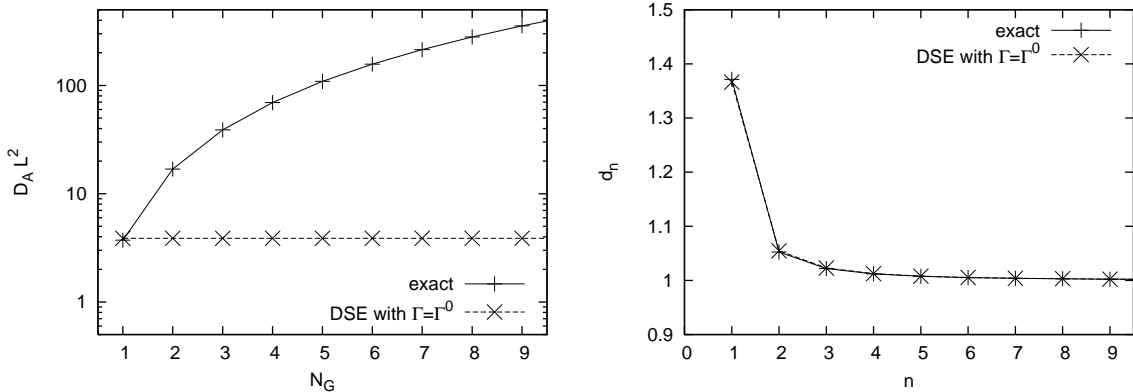 100
10
1
D_A L^2
exact
DSE with Γ=Γ^0
1 2 3 4 5 6 7 8 9
N_G
1.5
1.4
1.3
1.2
1.1
1
0.9
d_n
exact
DSE with Γ=Γ^0
0 1 2 3 4 5 6 7 8 9
n